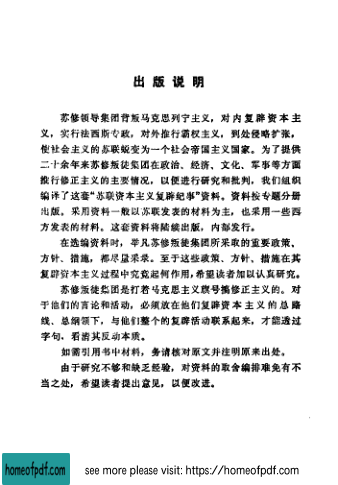 出版说明
苏修领导集团背叛马克思列宁主义，对内复辟资本主
义，实行法西斯专政，对外推行霸权主义，到处侵略扩张，
使社会主义的苏联蜕变为一个社会帝国主义国家。为了提供
二十余年来苏修叛徒集团在政治、经济、文化、军事等方面
推行修正主义的主要情况，以便进行研究和批判，我们组织
编译了这套“苏联资本主义复辟纪事”资料。资料按专题分册
出版。采用资料一般以苏联发表的材料为主，也采用一些西
方发表的材料。这套资料将陆续出版，内部发行。
在选编资料时，举凡苏修叛徒集团所采取的重要政策、
方针、措施，都尽量采录。至于这些政策、方针、措施在其
复辟资本主义过程中究竟起何作用，希望读者加以认真研究。
苏修叛徒集团是打着马克思主义旗号搞修正主义的。对
于他们的言论和活动，必须放在他们复辟资本主义的总路
线、总纲领下，与他们整个的复辟活动联系起来，才能透过
字句，看清其反动本质。
如需引用书中材料，务请核对原文并注明原来出处。
由于研究不够和缺乏经验，对资料的取舍编排难免有不
当之处，希望读者提出意见，以便改进。
homeofpdf.com
see more please visit: https://homeofpdf.com